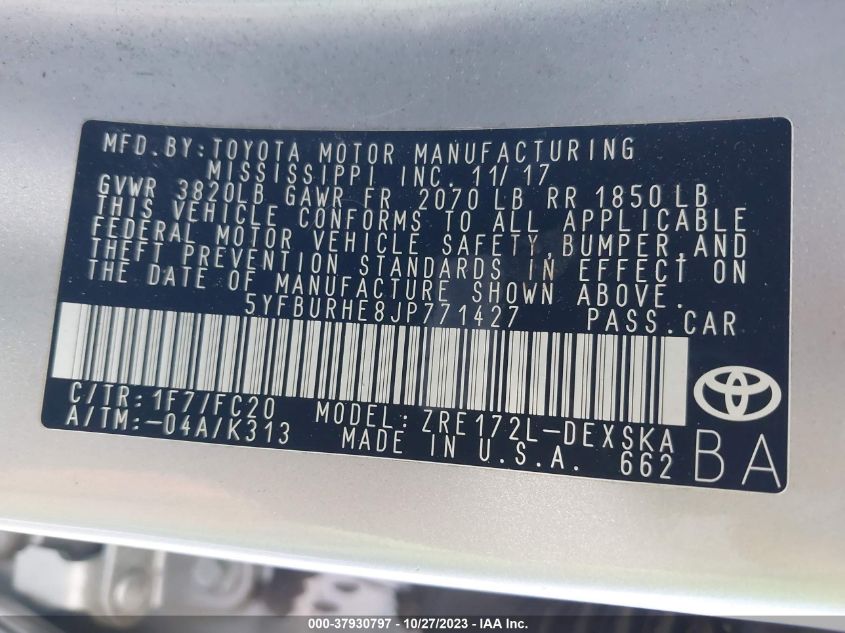 MFD.BY:TOYOTA MOTOR MANUFACTURING
MISSISSIPPI INC. 11/17
GVWR 3820LB GAWR FR 2070 LB RR 1850LB
THIS VEHICLE CONFORMS TO ALL APPLICABLE
FEDERAL MOTOR VEHICLE SAFETY,BUMPER,AND
THEFT PREVENTION STANDARDS IN EFFECT ON
THE DATE OF MANUFACTURE SHOWN ABOVE.
5YFBURHE8JP771427 PASS.CAR
C/TR:1F7/FC20 MODEL:ZRE172L-DEXSKA
A/TM:-04A/K313 MADE IN U.S.A. 662
BA
000-37930797 - 10/27/2023 - IAA Inc.